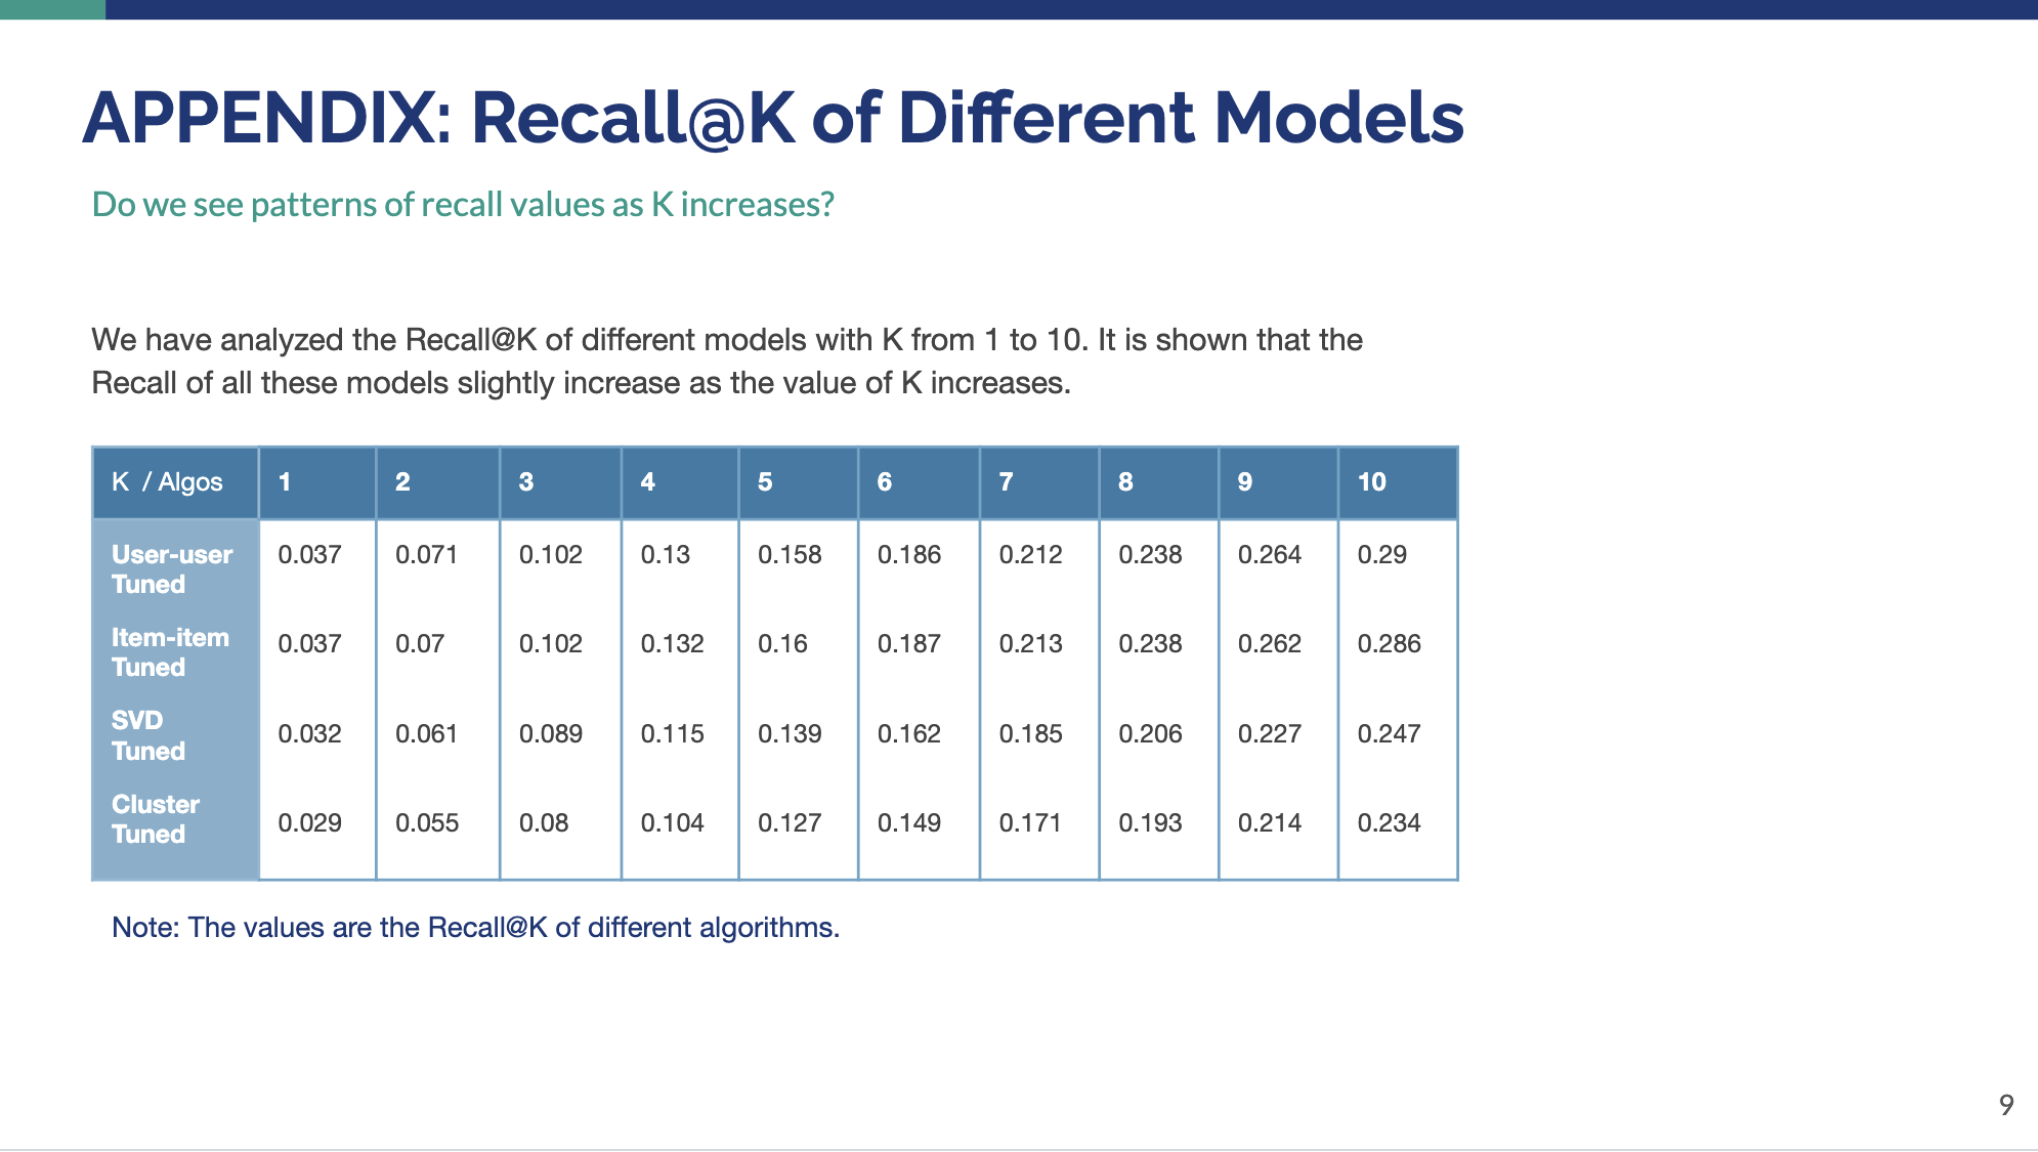 APPENDIX: Recall@K of Different Models
Do we see patterns of recall values as K increases?
We have analyzed the Recall@K of different models with K from 1 to 10. It is shown that the
Recall of all these models slightly increase as the value of K increases.
K / Algos 1 2 3 4 5 6 7 8 9 10
User-user
Tuned
0.037 0.071 0.102 0.13 0.158 0.186 0.212 0.238 0.264 0.29
Item-item
Tuned
0.037 0.07 0.102 0.132 0.16 0.187 0.213 0.238 0.262 0.286
SVD
Tuned
0.032 0.061 0.089 0.115 0.139 0.162 0.185 0.206 0.227 0.247
Cluster
Tuned
0.029 0.055 0.08 0.104 0.127 0.149 0.171 0.193 0.214 0.234
Note: The values are the Recall@K of different algorithms.
9